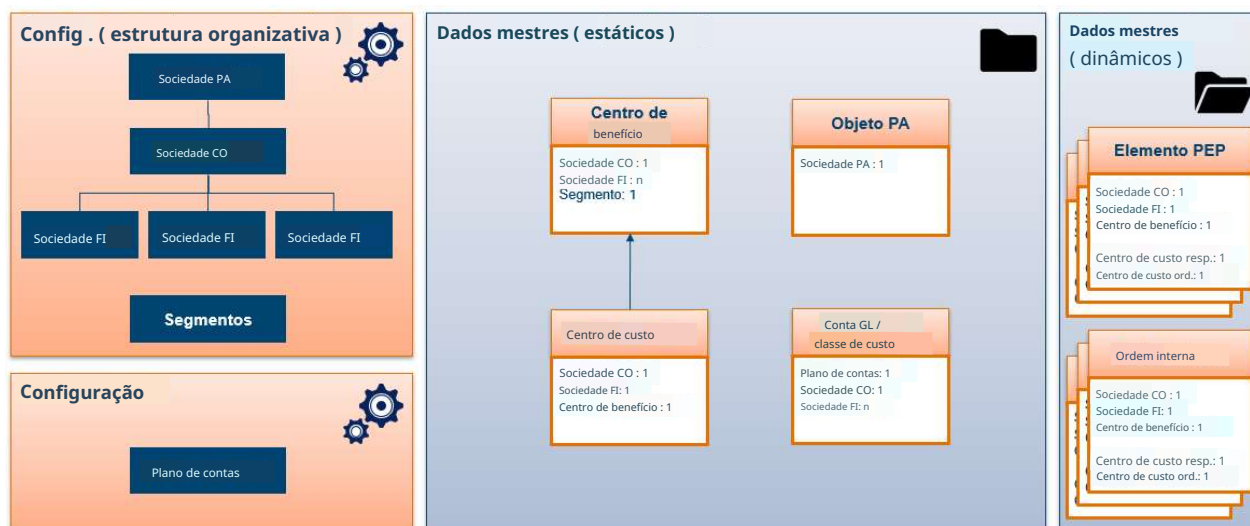 Config . ( estrutura organizativa )
Sociedade PA
Sociedade CO
Sociedade FI
Sociedade FI
Sociedade FI
Segmentos
Configuração
Plano de contas
Dados mestres ( estáticos )
Centro de
benefício
Sociedade CO : 1
Sociedade FI : n
Segmento: 1
Objeto PA
Sociedade PA : 1
Centro de custo
Sociedade CO : 1
Sociedade FI: 1
Centro de benefício : 1
Conta GL /
classe de custo
Plano de contas: 1
Sociedade CO: 1
Sociedade FI: n
Dados mestres
( dinâmicos )
Elemento PEP
Sociedade CO : 1
Sociedade FI : 1
Centro de benefício : 1
Centro de custo resp.: 1
Centro de custo ord.: 1
Ordem interna
Sociedade CO : 1
Sociedade FI: 1
Centro de benefício : 1
Centro de custo resp.: 1
Centro de custo ord.: 1